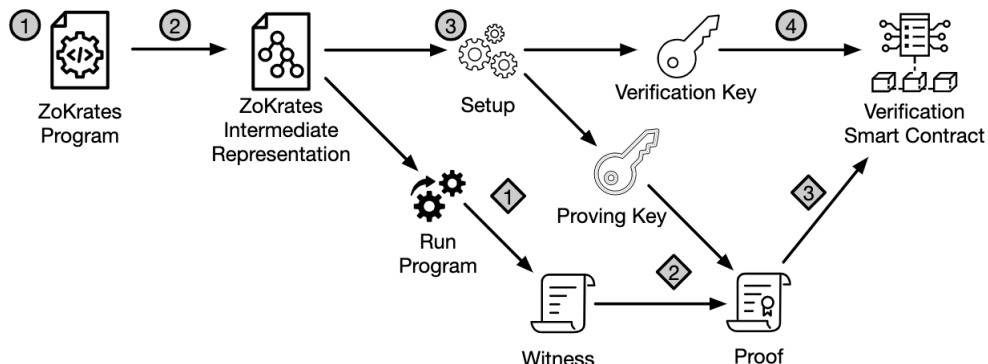 1
2
3
4
</>
ZoKrates
Program
ZoKrates
Intermediate
Representation
Setup
Verification Key
Verification
Smart Contract
Proving Key
1
Run
Program
2
3
Witness
Proof